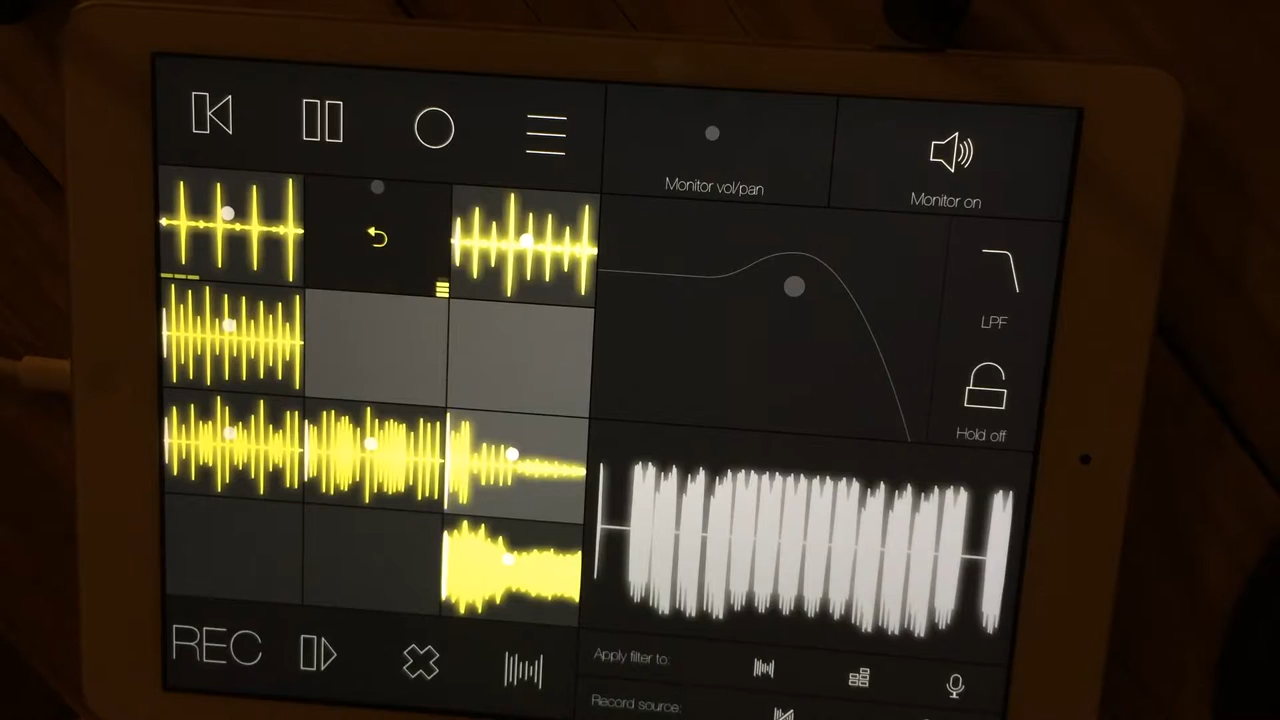 Monitor vol/pan
Monitor on
LPF
Hold off
REC
Apply filter to:
Record source: